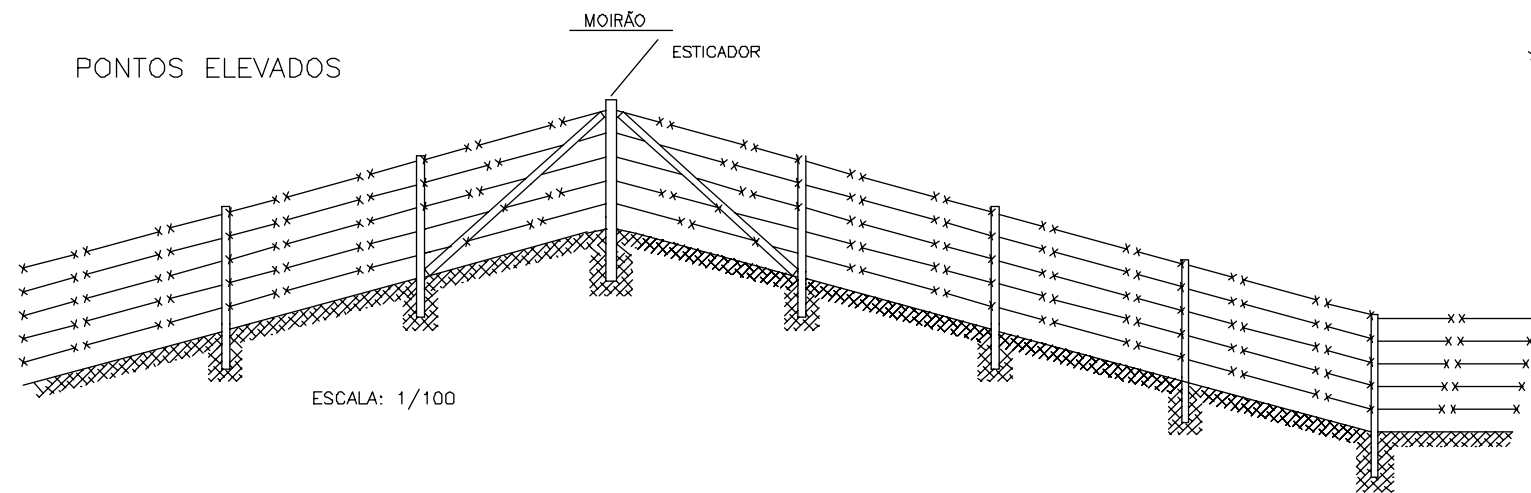 MOIRÃO
ESTICADOR
PONTOS ELEVADOS
ESCALA: 1/100